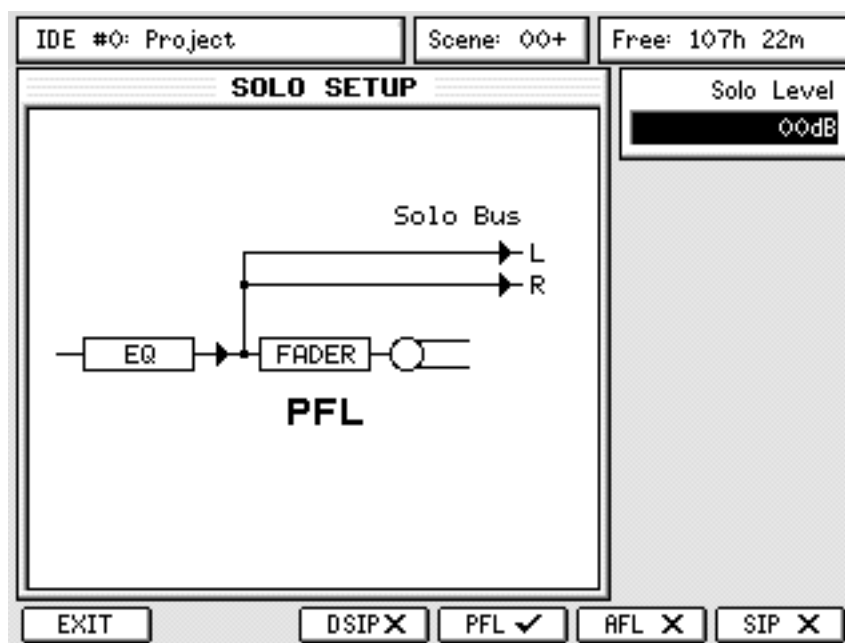 IDE #0: Project
Scene: 00+
Free: 107h 22m
SOLO SETUP
Solo Level
00dB
Solo Bus
L
R
EQ
FADER
PFL
EXIT
DSIP X
PFL ✓
AFL X
SIP X